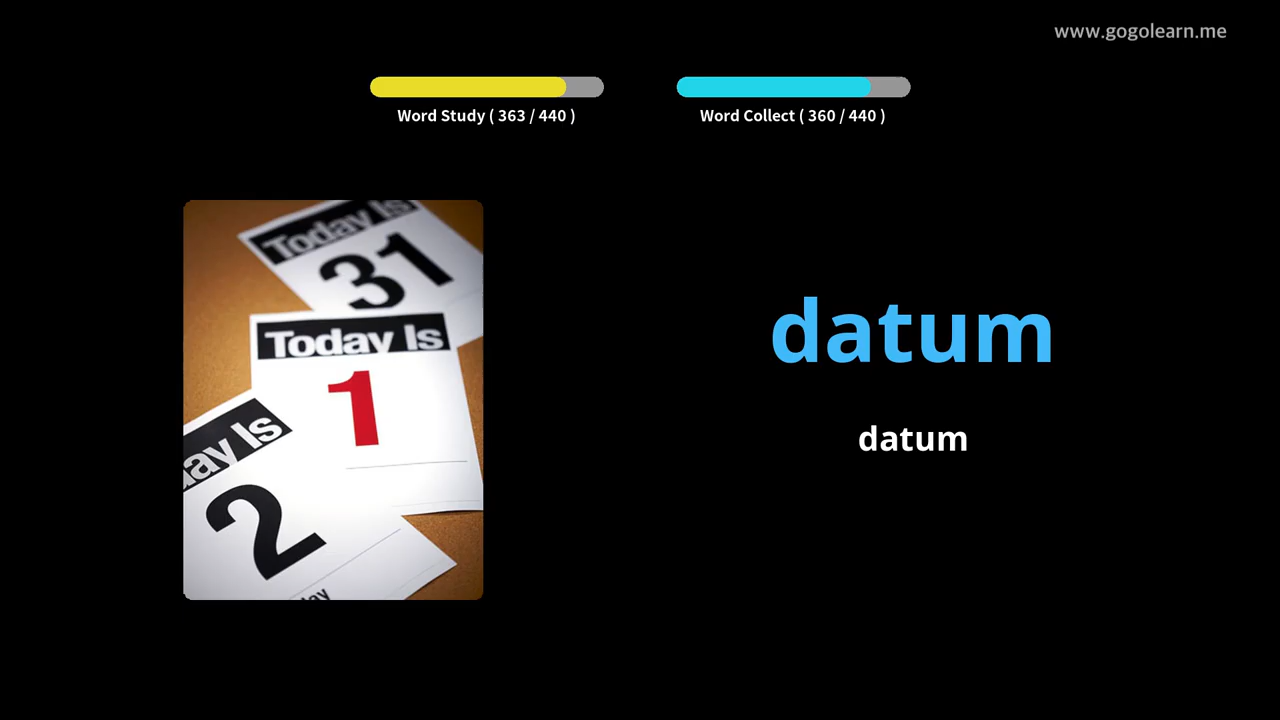 www.gogolearn.me
Word Study ( 363 / 440 )
Word Collect ( 360 / 440 )
Today Is
31
Today Is
1
ay Is
2
datum
datum